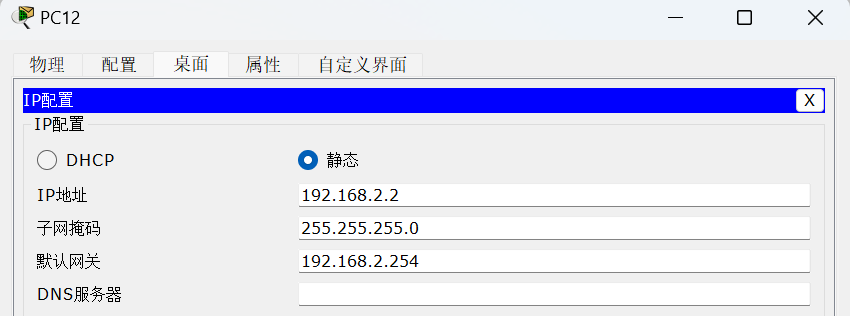 PC12
物理 配置 桌面 属性 自定义界面
IP配置 X
IP配置
DHCP 静态
IP地址 192.168.2.2
子网掩码 255.255.255.0
默认网关 192.168.2.254
DNS服务器